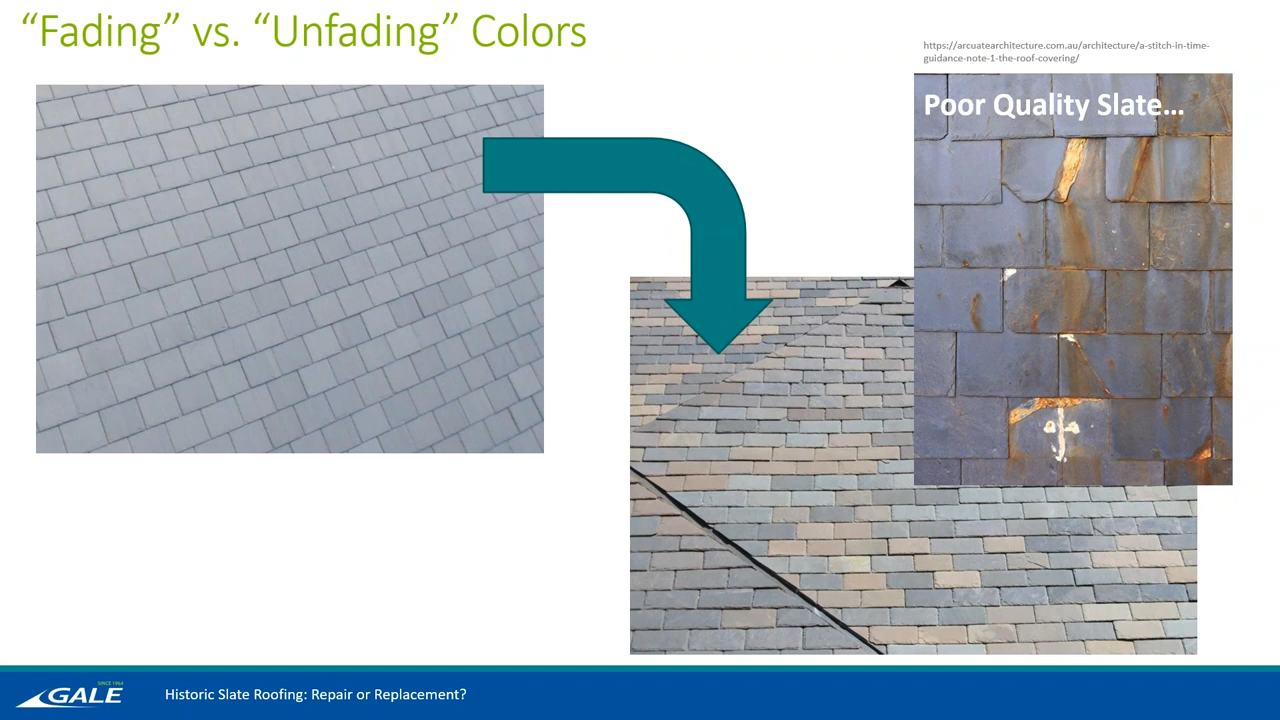 “Fading” vs. “Unfading” Colors
https://arcuatearchitecture.com.au/architecture/a-stitch-in-time-
guidance-note-1-the-roof-covering/
Poor Quality Slate…
SINCE 1964
GALE
Historic Slate Roofing: Repair or Replacement?